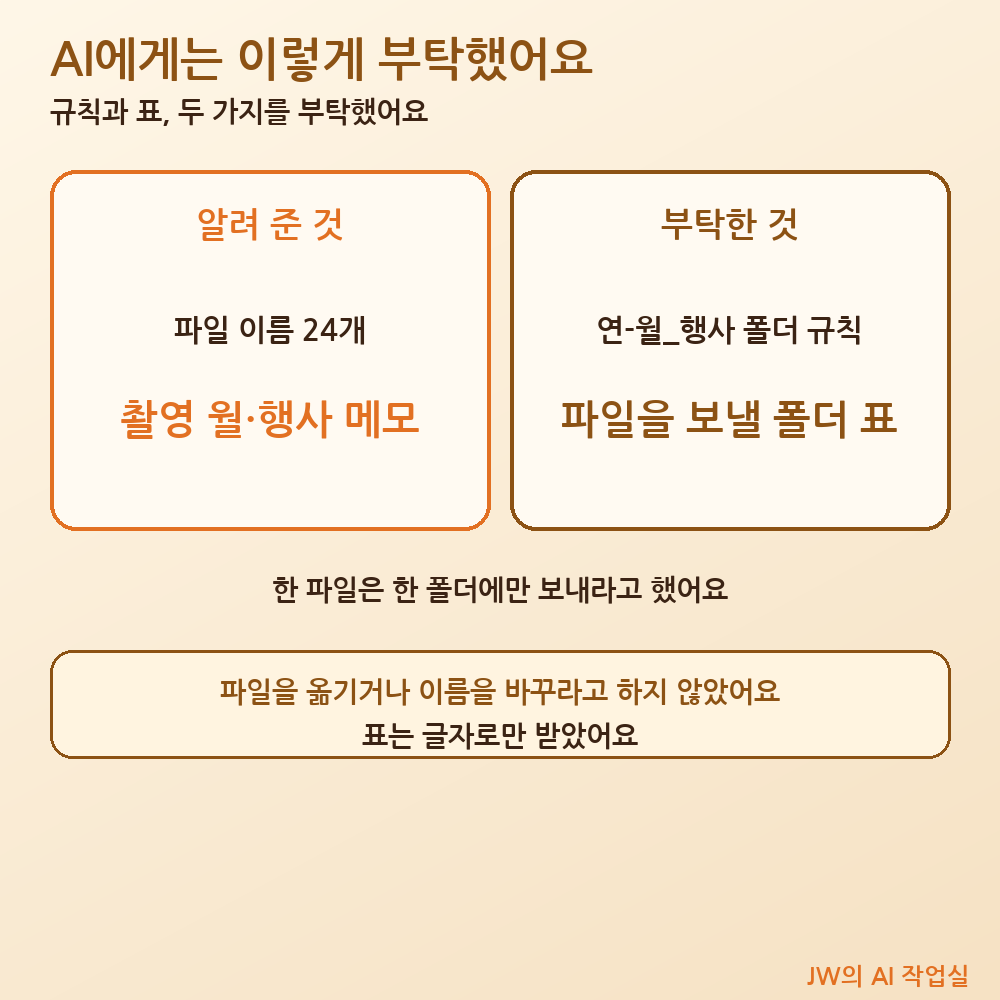 AI에게는 이렇게 부탁했어요
규칙과 표, 두 가지를 부탁했어요
알려 준 것
파일 이름 24개
촬영 월·행사 메모
부탁한 것
연-월_행사 폴더 규칙
파일을 보낼 폴더 표
한 파일은 한 폴더에만 보내라고 했어요
파일을 옮기거나 이름을 바꾸라고 하지 않았어요
표는 글자로만 받았어요
JW의 AI 작업실